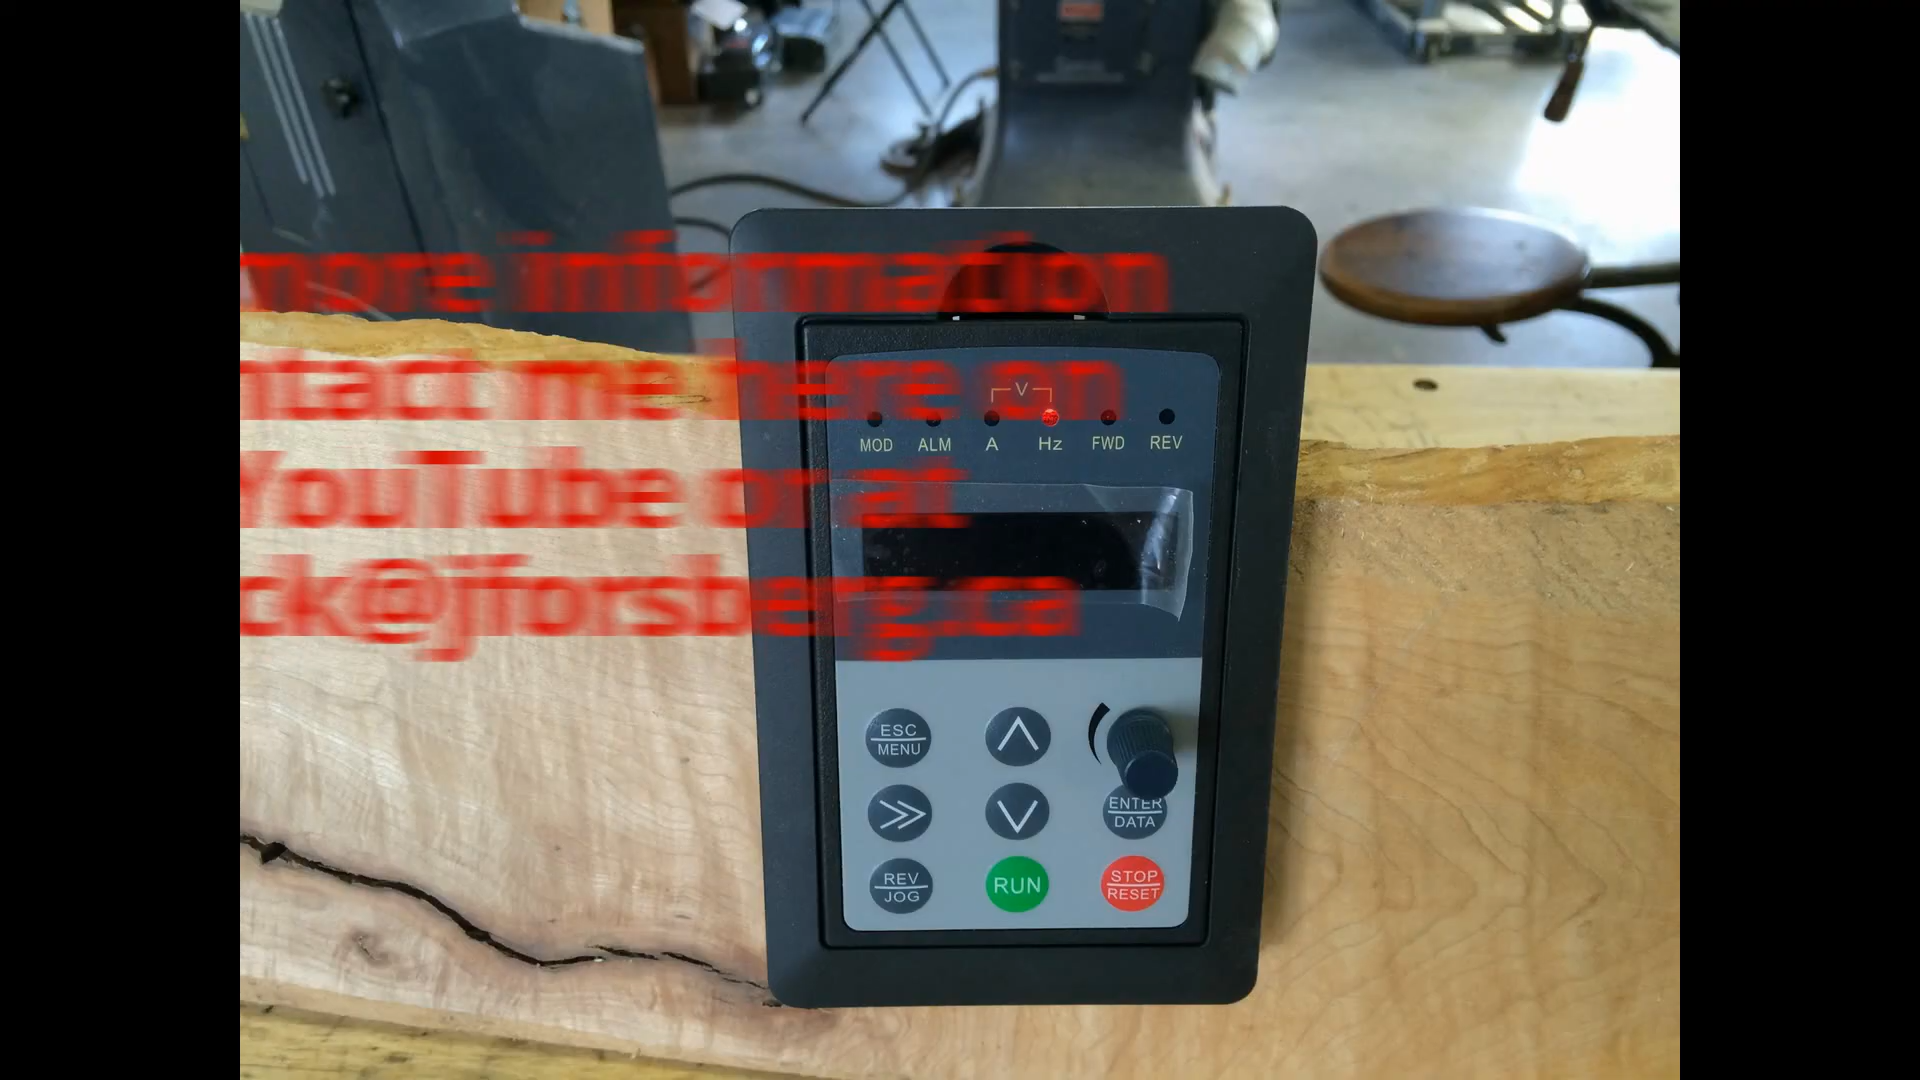 more information
ntact me here on
YouTube or at
ck@jforsberg.ca
V
MOD ALM A Hz FWD REV
ESC
MENU
ENTER
DATA
REV
JOG
RUN
STOP
RESET